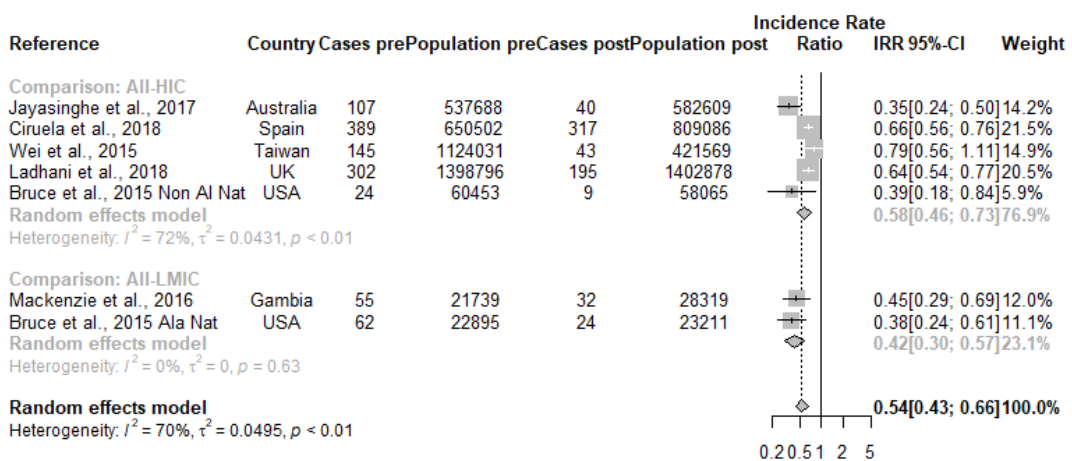 Incidence Rate
Reference Country Cases pre Population pre Cases post Population post Ratio IRR 95%-CI Weight
Comparison: All-HIC
Jayasinghe et al., 2017 Australia 107 537688 40 582609 0.35 [0.24; 0.50] 14.2%
Ciruela et al., 2018 Spain 389 650502 317 809086 0.66 [0.56; 0.76] 21.5%
Wei et al., 2015 Taiwan 145 1124031 43 421569 0.79 [0.56; 1.11] 14.9%
Ladhani et al., 2018 UK 302 1398796 195 1402878 0.64 [0.54; 0.77] 20.5%
Bruce et al., 2015 Non Al Nat USA 24 60453 9 58065 0.39 [0.18; 0.84] 5.9%
Random effects model 0.58 [0.46; 0.73] 76.9%
Heterogeneity: I² = 72%, τ² = 0.0431, p < 0.01
Comparison: All-LMIC
Mackenzie et al., 2016 Gambia 55 21739 32 28319 0.45 [0.29; 0.69] 12.0%
Bruce et al., 2015 Ala Nat USA 62 22895 24 23211 0.38 [0.24; 0.61] 11.1%
Random effects model 0.42 [0.30; 0.57] 23.1%
Heterogeneity: I² = 0%, τ² = 0, p = 0.63
Random effects model 0.54 [0.43; 0.66] 100.0%
Heterogeneity: I² = 70%, τ² = 0.0495, p < 0.01
0.2 0.5 1 2 5